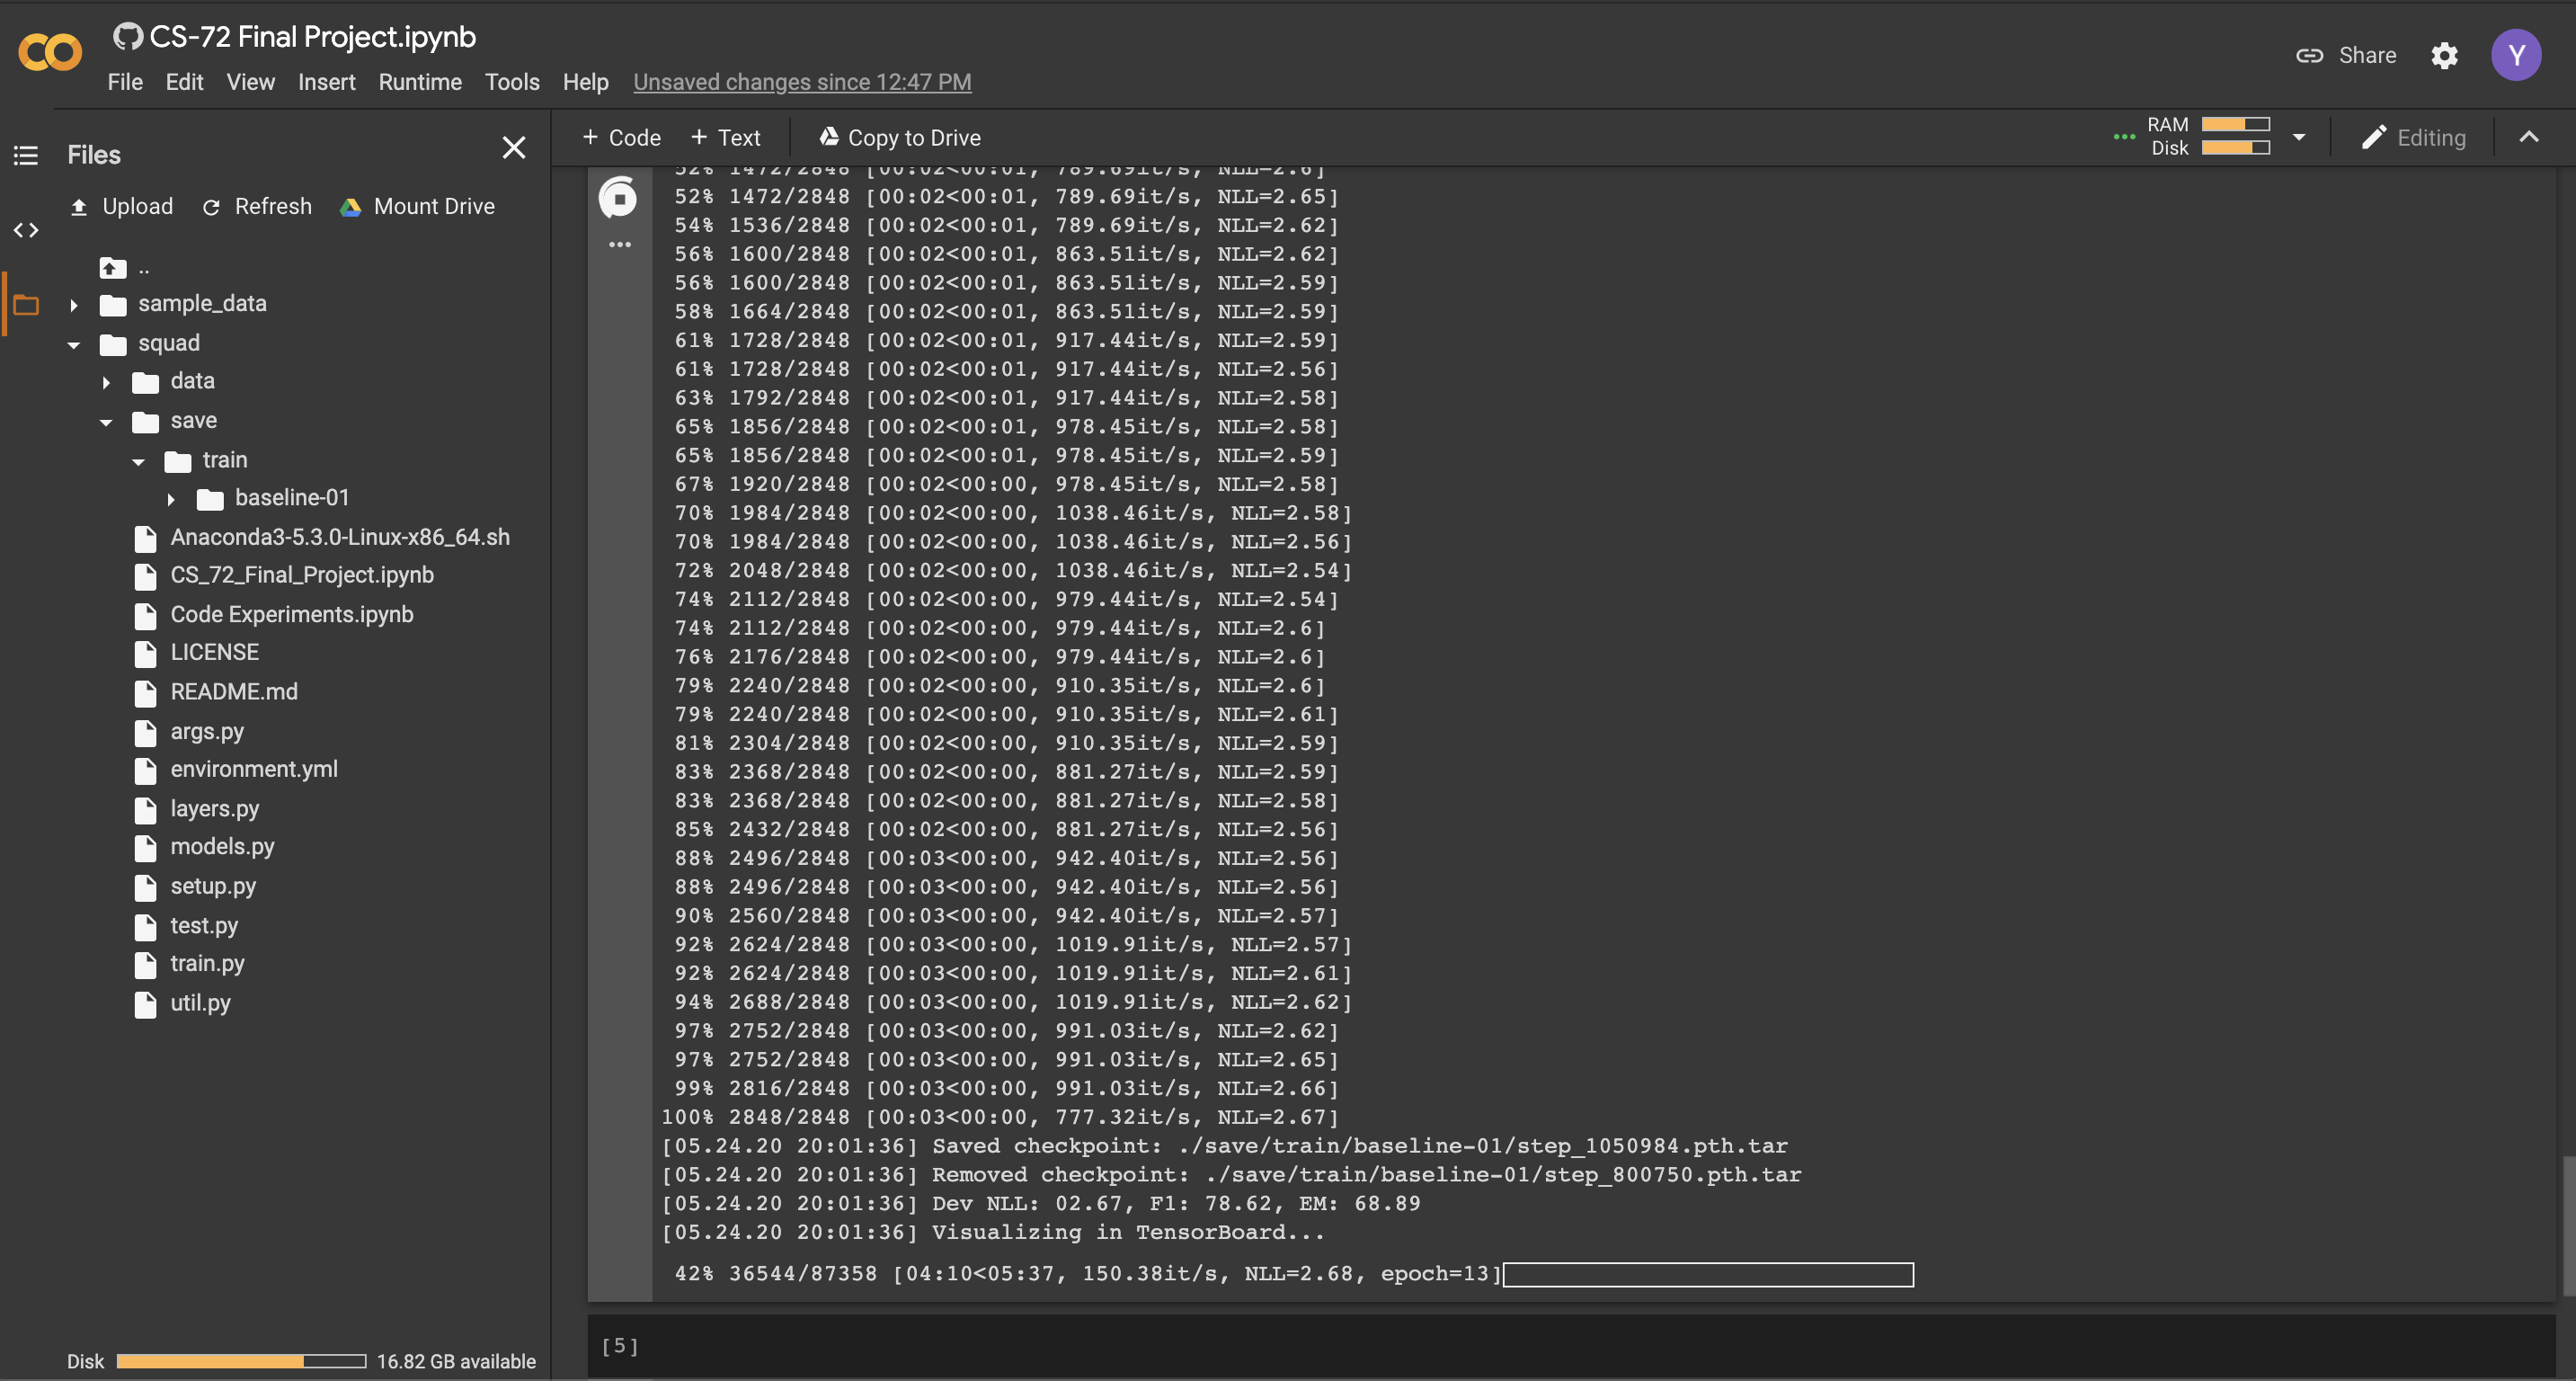 CS-72 Final Project.ipynb
File Edit View Insert Runtime Tools Help Unsaved changes since 12:47 PM
Share
Y
Files
Upload Refresh Mount Drive
..
sample_data
squad
data
save
train
baseline-01
Anaconda3-5.3.0-Linux-x86_64.sh
CS_72_Final_Project.ipynb
Code Experiments.ipynb
LICENSE
README.md
args.py
environment.yml
layers.py
models.py
setup.py
test.py
train.py
util.py
Disk 16.82 GB available
+ Code + Text Copy to Drive
RAM
Disk
Editing
52% 1472/2848 [00:02<00:01, 789.69it/s, NLL=2.6]
52% 1472/2848 [00:02<00:01, 789.69it/s, NLL=2.65]
54% 1536/2848 [00:02<00:01, 789.69it/s, NLL=2.62]
56% 1600/2848 [00:02<00:01, 863.51it/s, NLL=2.62]
56% 1600/2848 [00:02<00:01, 863.51it/s, NLL=2.59]
58% 1664/2848 [00:02<00:01, 863.51it/s, NLL=2.59]
61% 1728/2848 [00:02<00:01, 917.44it/s, NLL=2.59]
61% 1728/2848 [00:02<00:01, 917.44it/s, NLL=2.56]
63% 1792/2848 [00:02<00:01, 917.44it/s, NLL=2.58]
65% 1856/2848 [00:02<00:01, 978.45it/s, NLL=2.58]
65% 1856/2848 [00:02<00:01, 978.45it/s, NLL=2.59]
67% 1920/2848 [00:02<00:00, 978.45it/s, NLL=2.58]
70% 1984/2848 [00:02<00:00, 1038.46it/s, NLL=2.58]
70% 1984/2848 [00:02<00:00, 1038.46it/s, NLL=2.56]
72% 2048/2848 [00:02<00:00, 1038.46it/s, NLL=2.54]
74% 2112/2848 [00:02<00:00, 979.44it/s, NLL=2.54]
74% 2112/2848 [00:02<00:00, 979.44it/s, NLL=2.6]
76% 2176/2848 [00:02<00:00, 979.44it/s, NLL=2.6]
79% 2240/2848 [00:02<00:00, 910.35it/s, NLL=2.6]
79% 2240/2848 [00:02<00:00, 910.35it/s, NLL=2.61]
81% 2304/2848 [00:02<00:00, 910.35it/s, NLL=2.59]
83% 2368/2848 [00:02<00:00, 881.27it/s, NLL=2.59]
83% 2368/2848 [00:02<00:00, 881.27it/s, NLL=2.58]
85% 2432/2848 [00:02<00:00, 881.27it/s, NLL=2.56]
88% 2496/2848 [00:03<00:00, 942.40it/s, NLL=2.56]
88% 2496/2848 [00:03<00:00, 942.40it/s, NLL=2.56]
90% 2560/2848 [00:03<00:00, 942.40it/s, NLL=2.57]
92% 2624/2848 [00:03<00:00, 1019.91it/s, NLL=2.57]
92% 2624/2848 [00:03<00:00, 1019.91it/s, NLL=2.61]
94% 2688/2848 [00:03<00:00, 1019.91it/s, NLL=2.62]
97% 2752/2848 [00:03<00:00, 991.03it/s, NLL=2.62]
97% 2752/2848 [00:03<00:00, 991.03it/s, NLL=2.65]
99% 2816/2848 [00:03<00:00, 991.03it/s, NLL=2.66]
100% 2848/2848 [00:03<00:00, 777.32it/s, NLL=2.67]
[05.24.20 20:01:36] Saved checkpoint: ./save/train/baseline-01/step_1050984.pth.tar
[05.24.20 20:01:36] Removed checkpoint: ./save/train/baseline-01/step_800750.pth.tar
[05.24.20 20:01:36] Dev NLL: 02.67, F1: 78.62, EM: 68.89
[05.24.20 20:01:36] Visualizing in TensorBoard...
42% 36544/87358 [04:10<05:37, 150.38it/s, NLL=2.68, epoch=13]
[5]